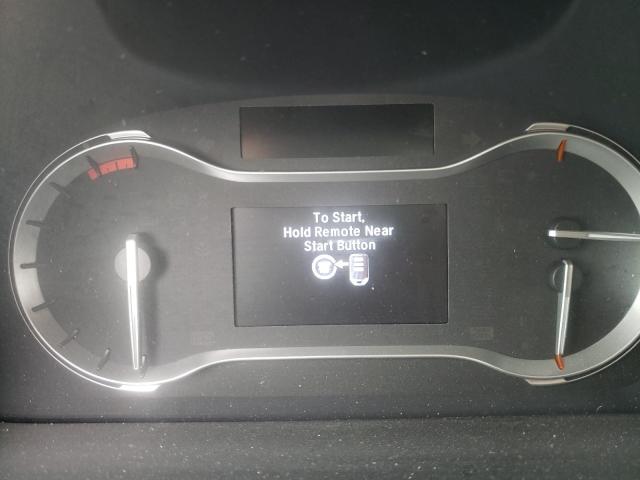 To Start,
Hold Remote Near
Start Button